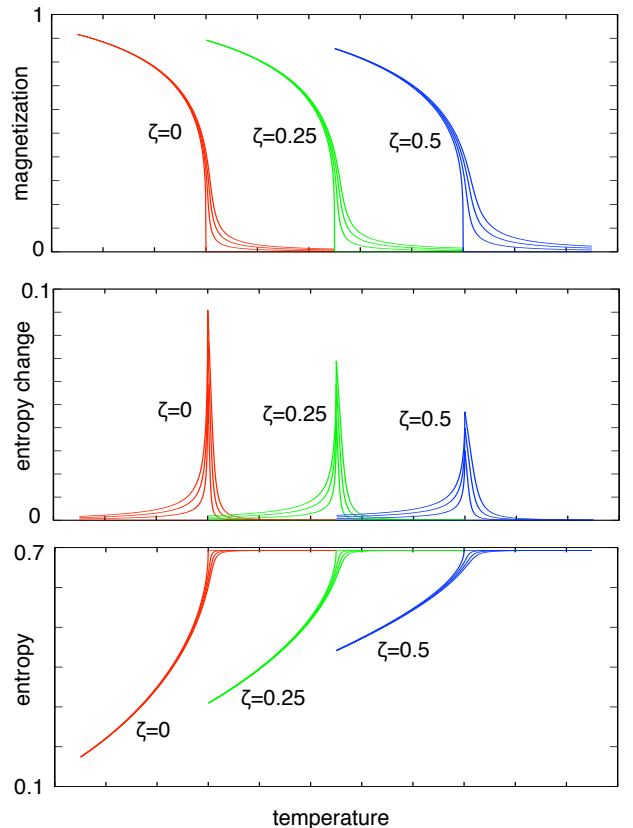 1
magnetization
ζ=0
ζ=0.25
ζ=0.5
0
0.1
entropy change
ζ=0
ζ=0.25
ζ=0.5
0
0.7
entropy
ζ=0.5
ζ=0.25
ζ=0
0.1
temperature